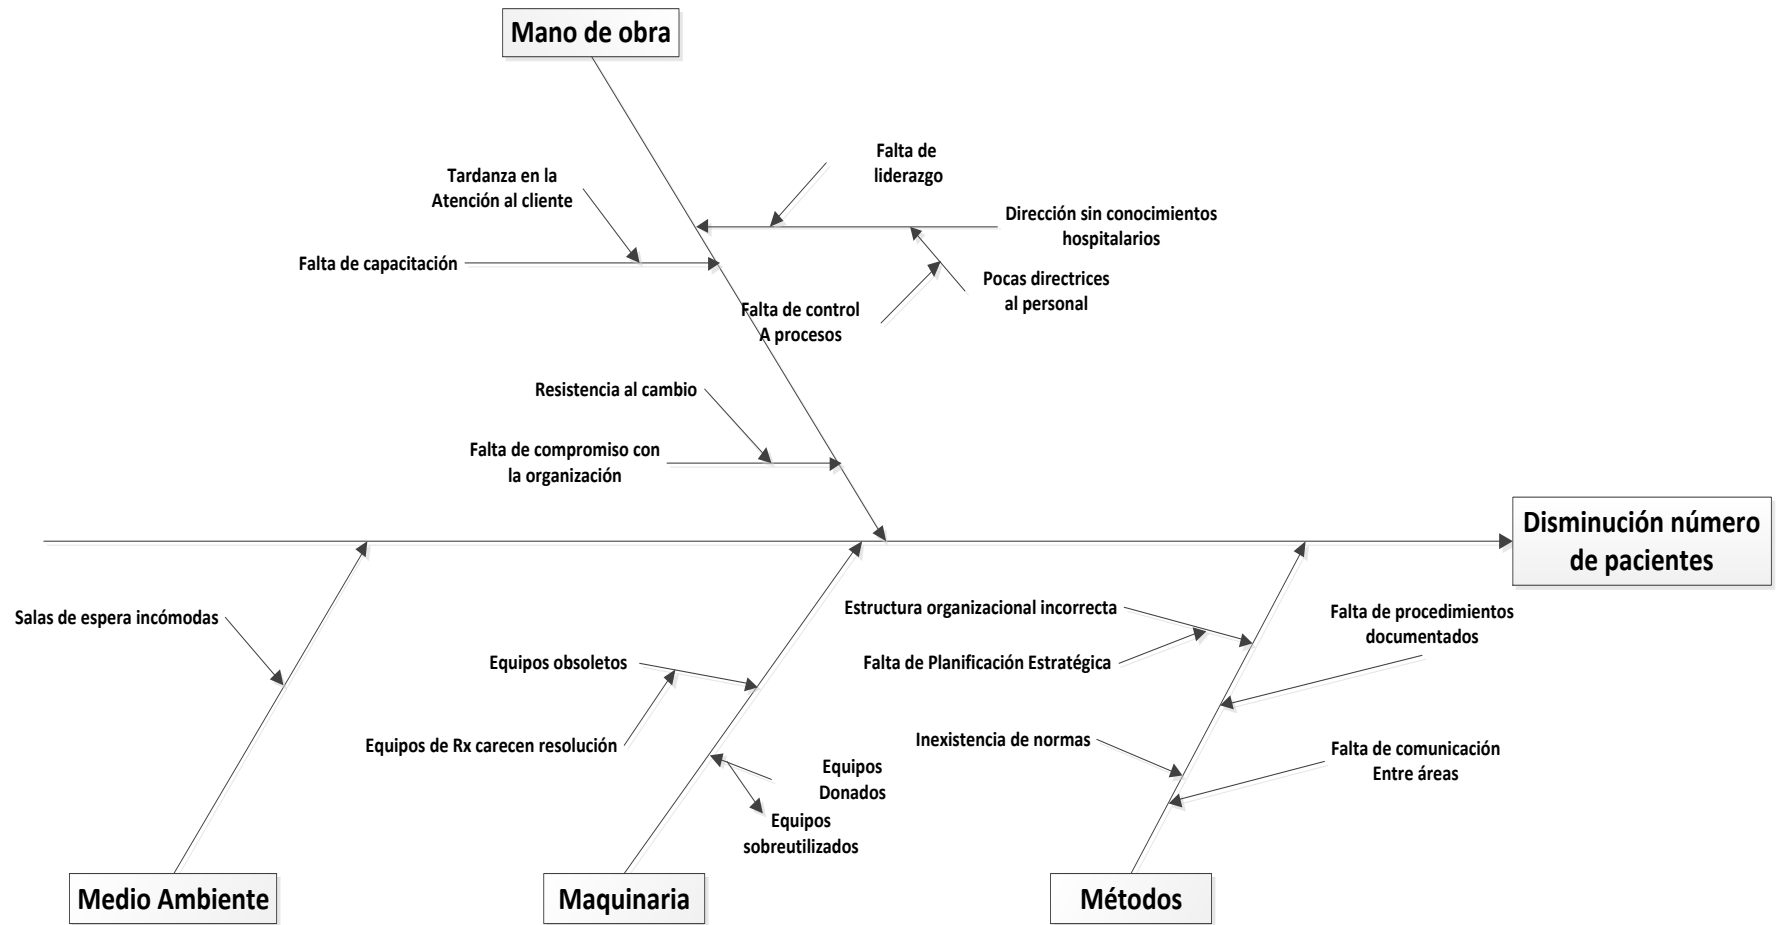 Mano de obra
Falta de
liderazgo
Tardanza en la
Atención al cliente
Dirección sin conocimientos
hospitalarios
Falta de capacitación
Pocas directrices
al personal
Falta de control
A procesos
Resistencia al cambio
Falta de compromiso con
la organización
Disminución número
de pacientes
Salas de espera incómodas
Estructura organizacional incorrecta
Falta de procedimientos
documentados
Equipos obsoletos
Falta de Planificación Estratégica
Equipos de Rx carecen resolución
Inexistencia de normas
Falta de comunicación
Entre áreas
Equipos
Donados
Equipos
sobreutilizados
Medio Ambiente
Maquinaria
Métodos